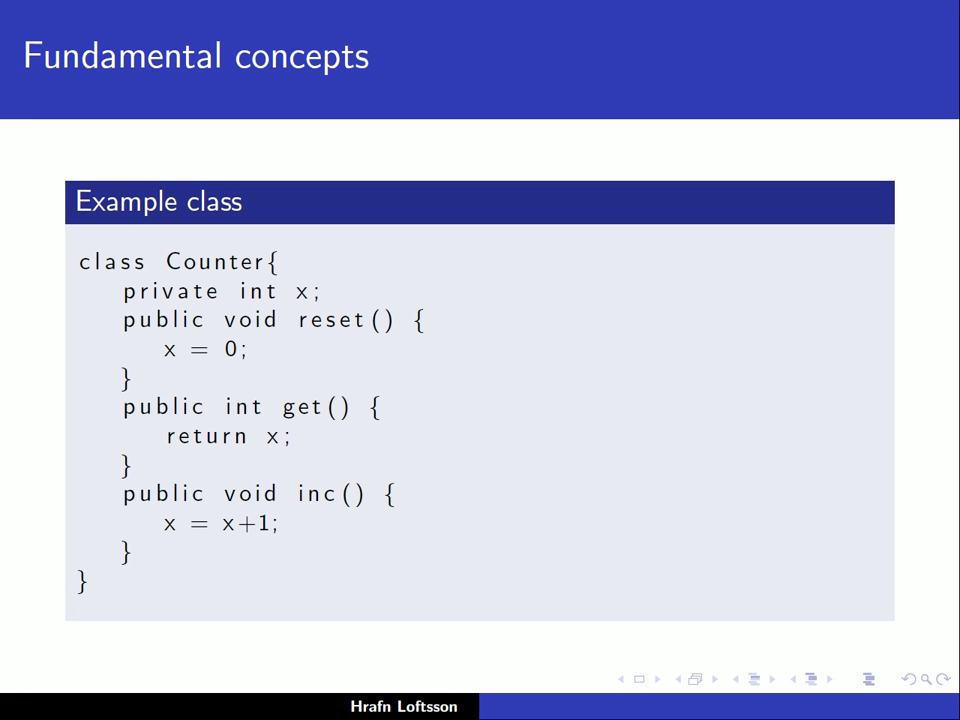 Fundamental concepts
Example class
class Counter{
private int x;
public void reset() {
x = 0;
}
public int get() {
return x;
}
public void inc() {
x = x+1;
}
}
Hrafn Loftsson